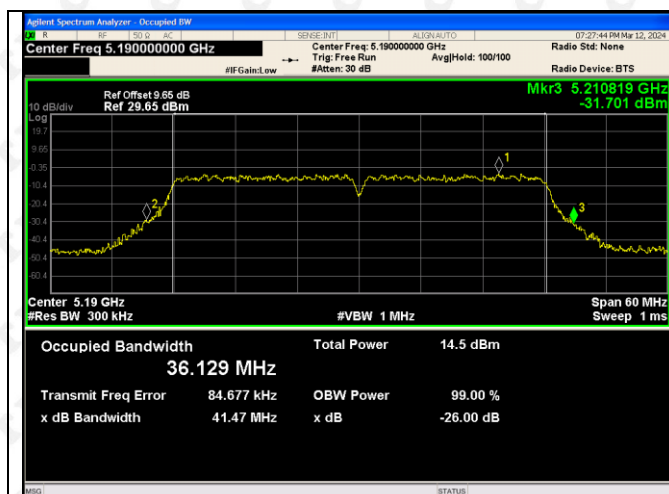 Agilent Spectrum Analyzer - Occupied BW
R RF 50 Ω AC SENSE:INT ALIGNAUTO 07:27:44 PM Mar 12, 2024
Center Freq 5.190000000 GHz Center Freq: 5.190000000 GHz Radio Std: None
Trig: Free Run Avg|Hold: 100/100
#IFGain:Low #Atten: 30 dB Radio Device: BTS
Mkr3 5.210819 GHz
-31.701 dBm
Ref Offset 9.65 dB
10 dB/div Ref 29.65 dBm
Log
19.7
9.65
-0.35
-10.4
-20.4
-30.4
-40.4
-50.4
-60.4
1
2
3
Center 5.19 GHz Span 60 MHz
#Res BW 300 kHz #VBW 1 MHz Sweep 1 ms
Occupied Bandwidth Total Power 14.5 dBm
36.129 MHz
Transmit Freq Error 84.677 kHz OBW Power 99.00 %
x dB Bandwidth 41.47 MHz x dB -26.00 dB
MSG STATUS